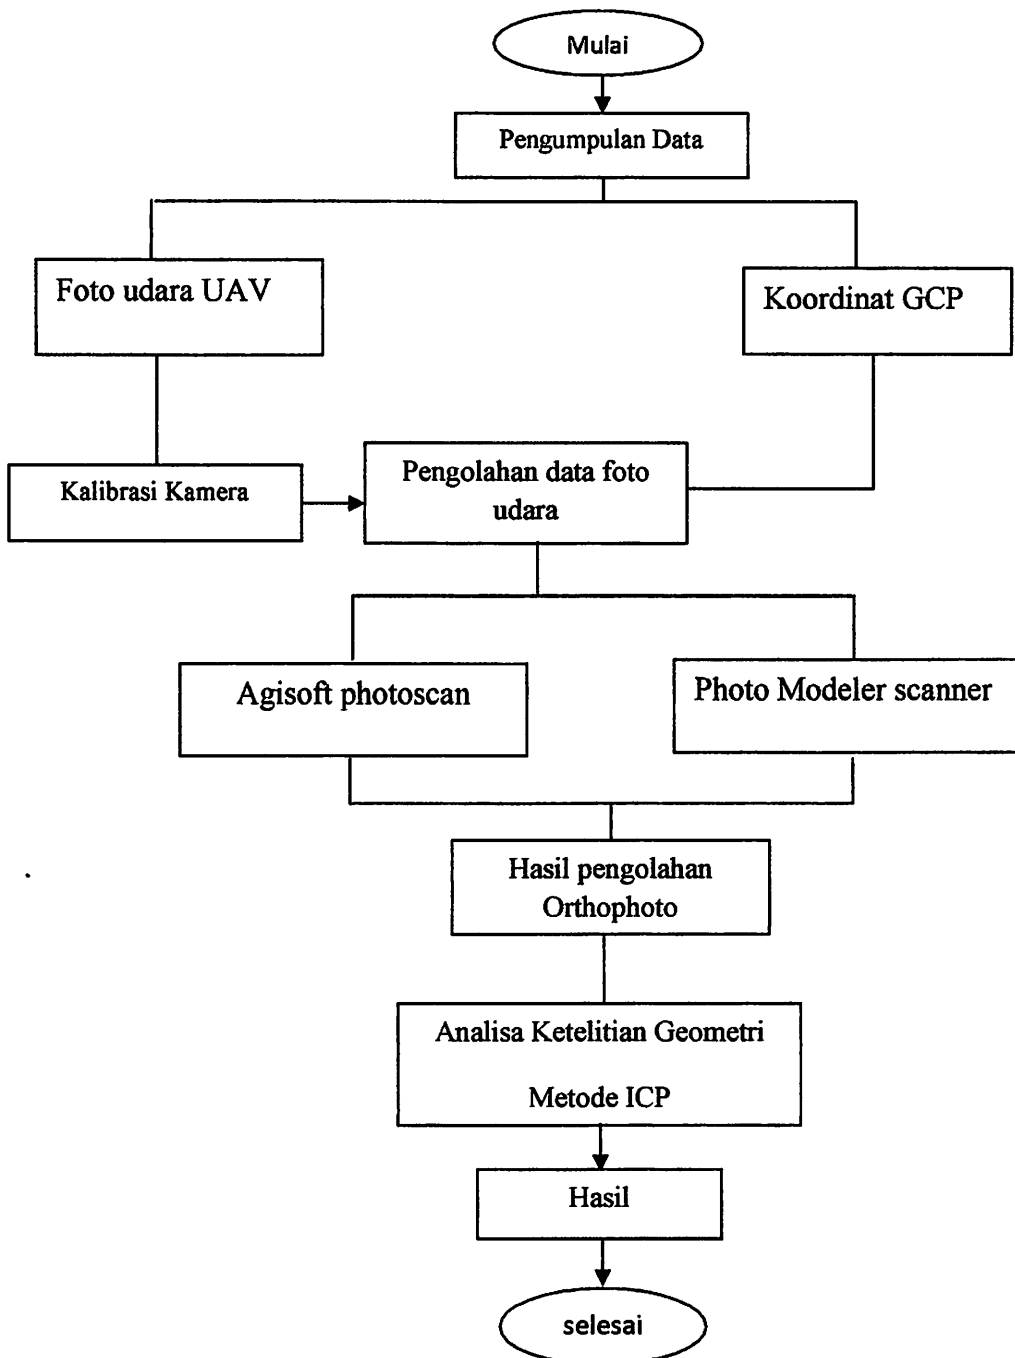 Mulai
Pengumpulan Data
Foto udara UAV
Koordinat GCP
Kalibrasi Kamera
Pengolahan data foto
udara
Agisoft photoscan
Photo Modeler scanner
Hasil pengolahan
Orthophoto
Analisa Ketelitian Geometri
Metode ICP
Hasil
selesai